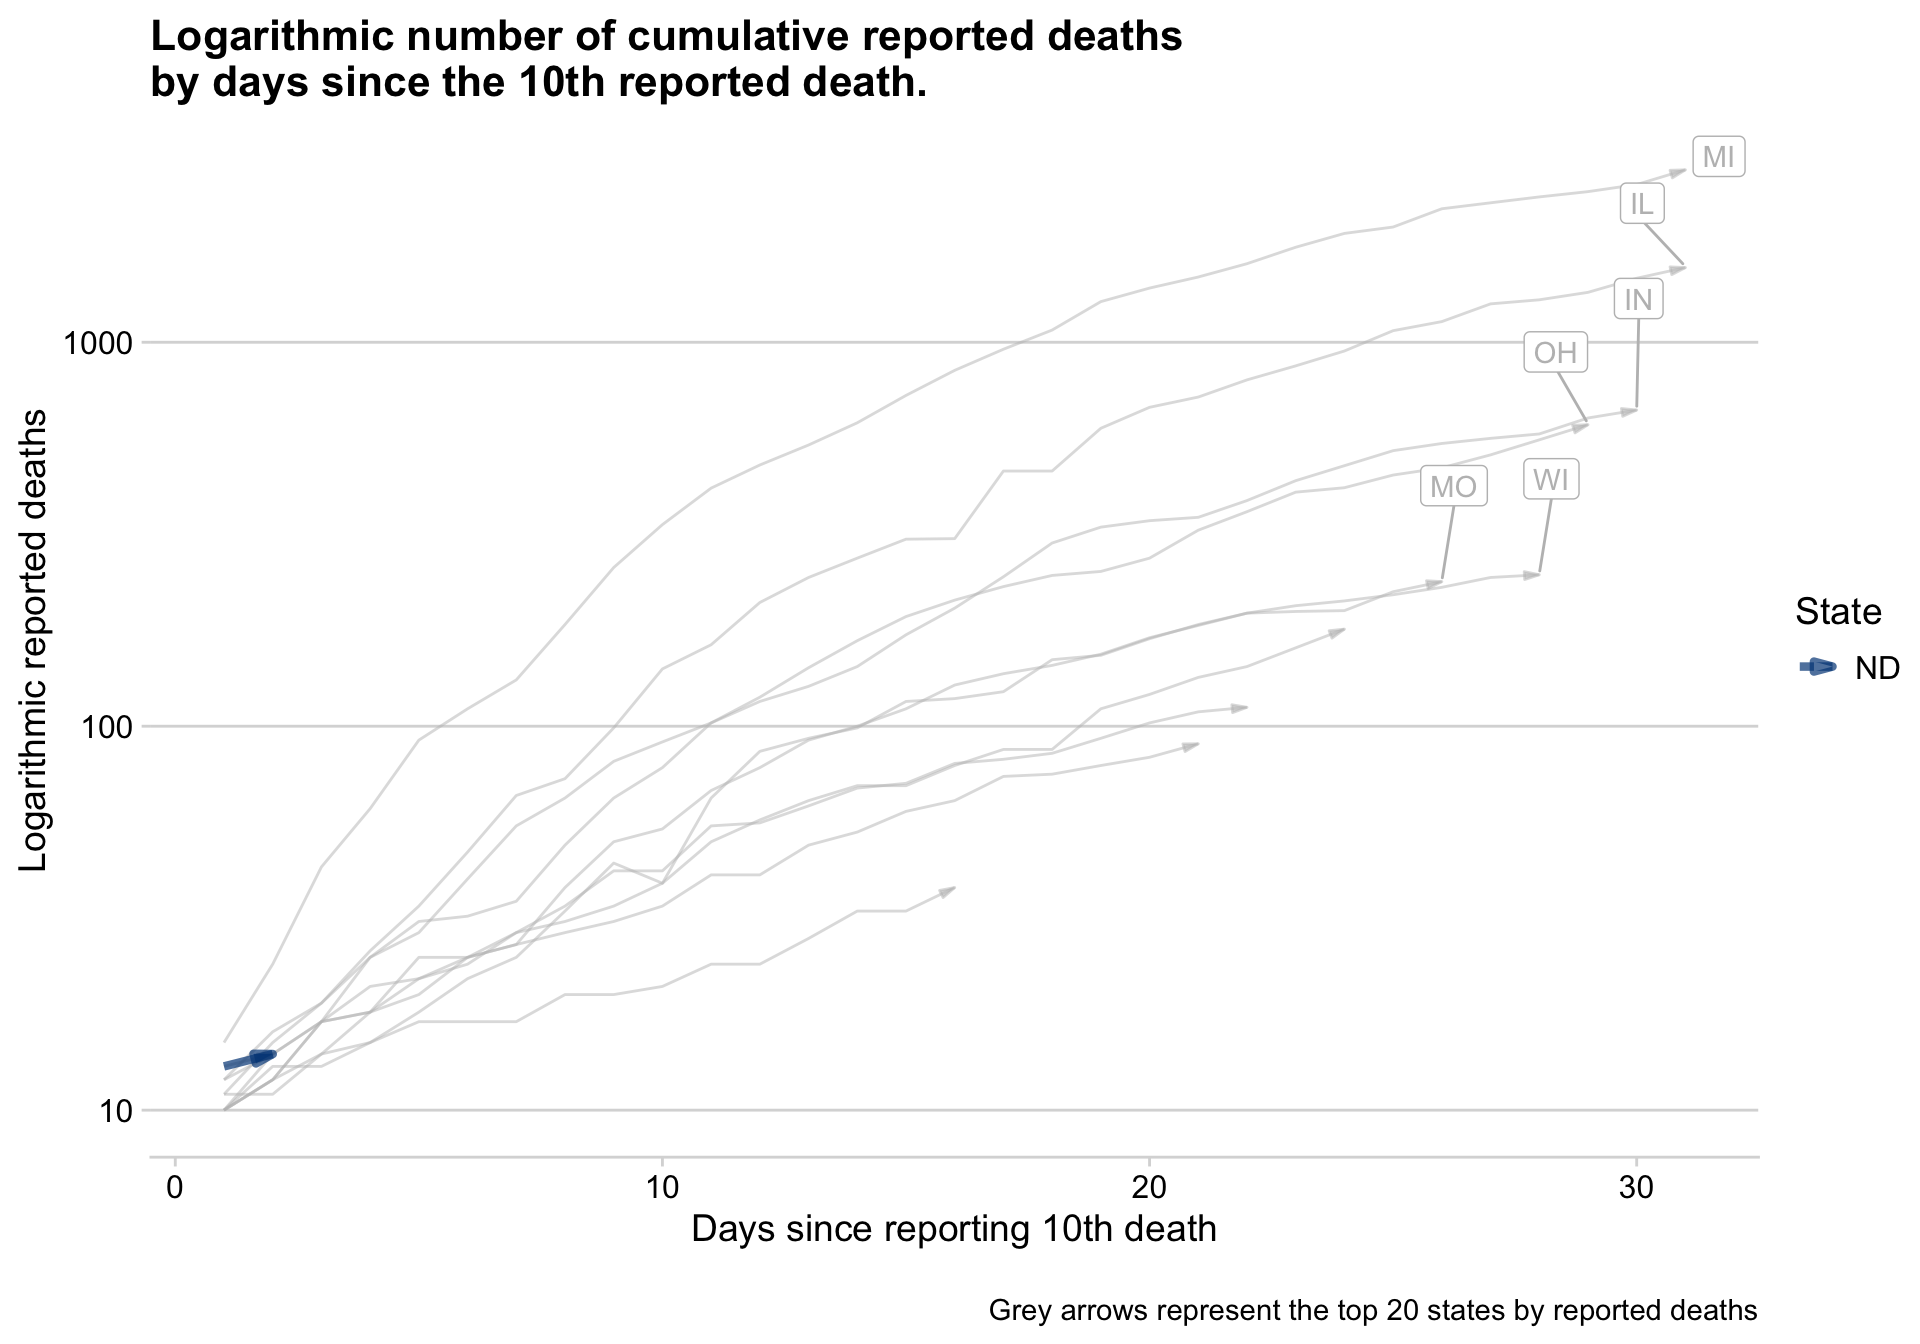 Logarithmic number of cumulative reported deaths
by days since the 10th reported death.
MI
IL
IN
OH
MO
WI
1000
100
10
Logarithmic reported deaths
0 10 20 30
Days since reporting 10th death
State
ND
Grey arrows represent the top 20 states by reported deaths